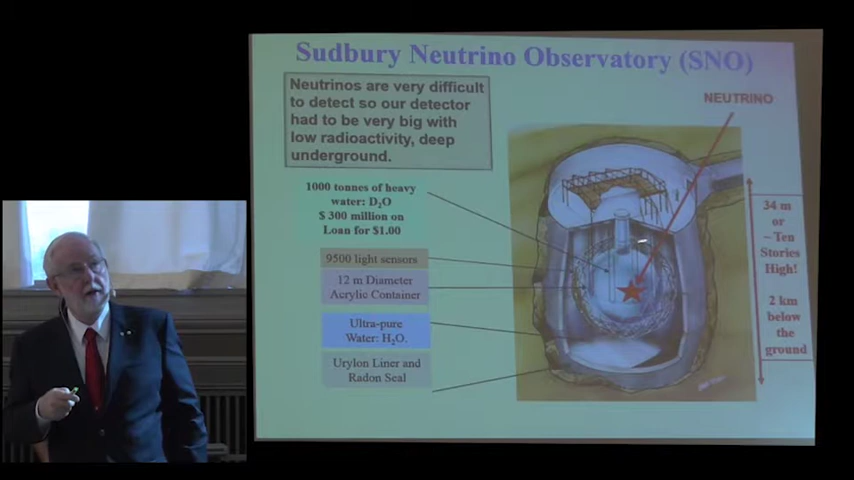 Sudbury Neutrino Observatory (SNO)
Neutrinos are very difficult
to detect so our detector
had to be very big with
low radioactivity, deep
underground.
NEUTRINO
1000 tonnes of heavy
water: D₂O
$ 300 million on
Loan for $1.00
9500 light sensors
12 m Diameter
Acrylic Container
Ultra-pure
Water: H₂O.
Urylon Liner and
Radon Seal
34 m
or
~ Ten
Stories
High!
2 km
below
the
ground